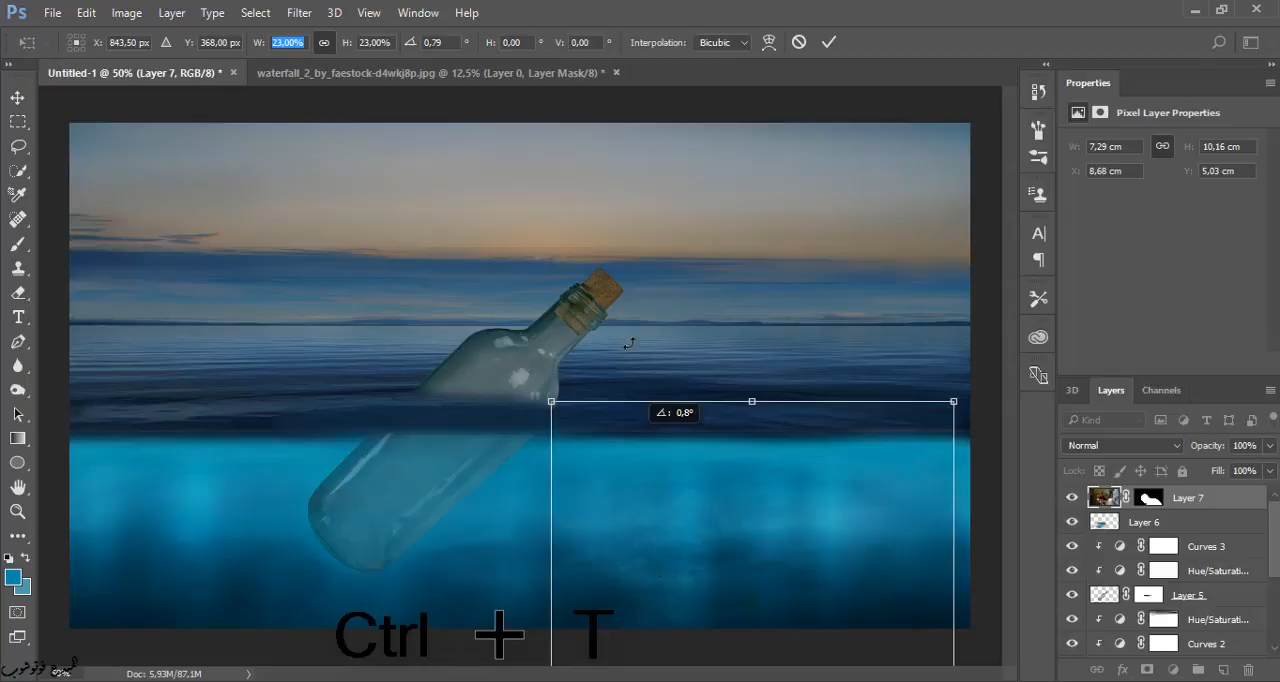 Ps File Edit Image Layer Type Select Filter 3D View Window Help
X: 843,50 px Y: 368,00 px W: 23,00% H: 23,00% 0,79 ° H: 0,00 ° V: 0,00 ° Interpolation: Bicubic
Untitled-1 @ 50% (Layer 7, RGB/8) * × waterfall_2_by_faestock-d4wkj8p.jpg @ 12,5% (Layer 0, Layer Mask/8) * ×
Properties
Pixel Layer Properties
W: 7,29 cm H: 10,16 cm
X: 8,68 cm Y: 5,03 cm
0,8°
3D Layers Channels
Kind
Normal Opacity: 100%
Lock: Fill: 100%
Layer 7
Layer 6
Curves 3
Hue/Saturati...
Layer 5
Hue/Saturati...
Curves 2
Ctrl + T
Doc: 5,93M/87,1M